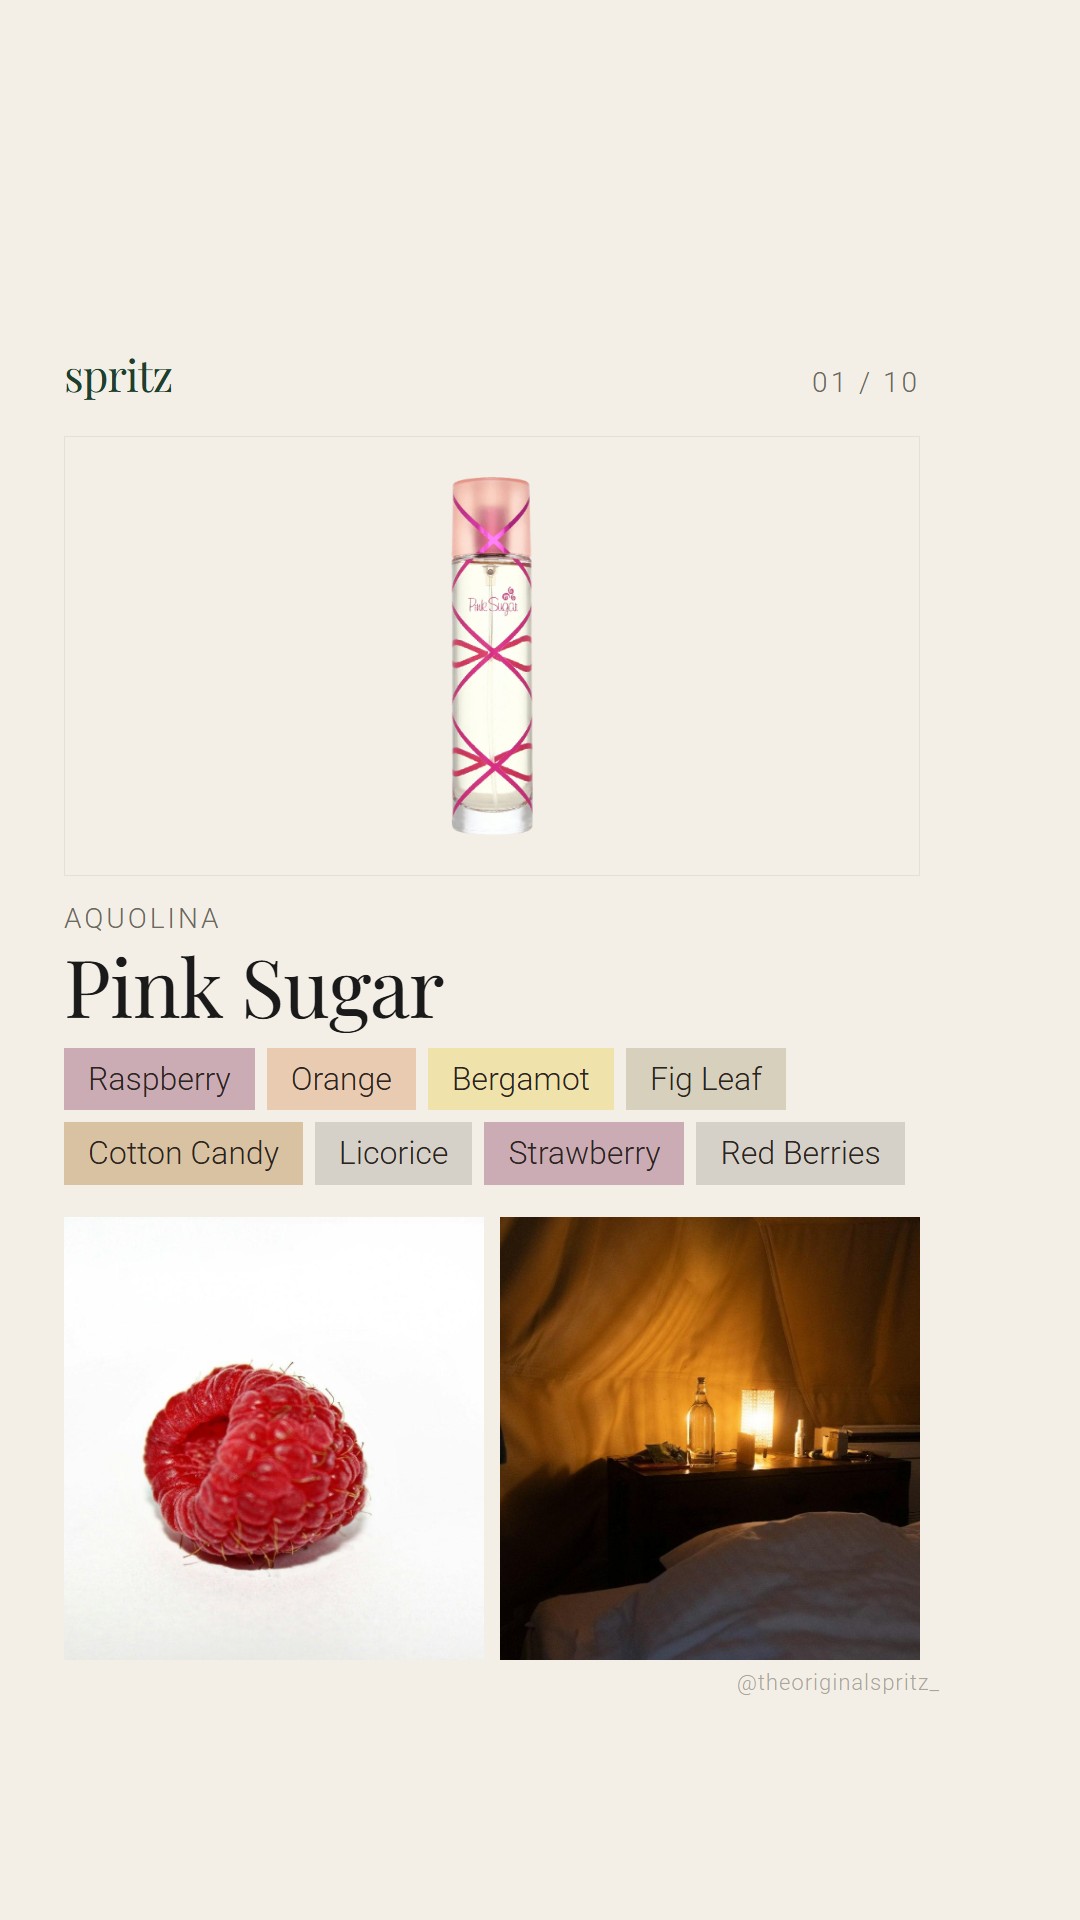 spritz
01 / 10
Pink Sugar
AQUOLINA
Pink Sugar
Raspberry
Orange
Bergamot
Fig Leaf
Cotton Candy
Licorice
Strawberry
Red Berries
@theoriginalspritz_